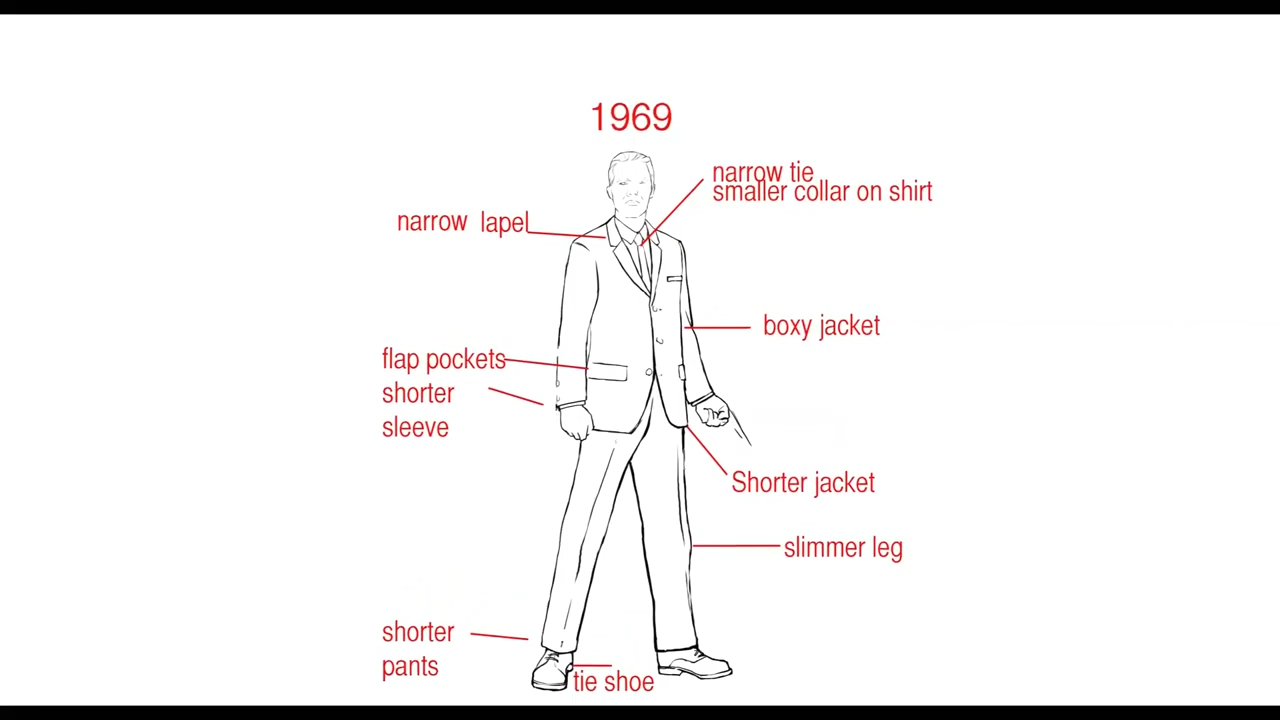 1969
narrow tie
smaller collar on shirt
narrow lapel
boxy jacket
flap pockets
shorter
sleeve
Shorter jacket
slimmer leg
shorter
pants
tie shoe